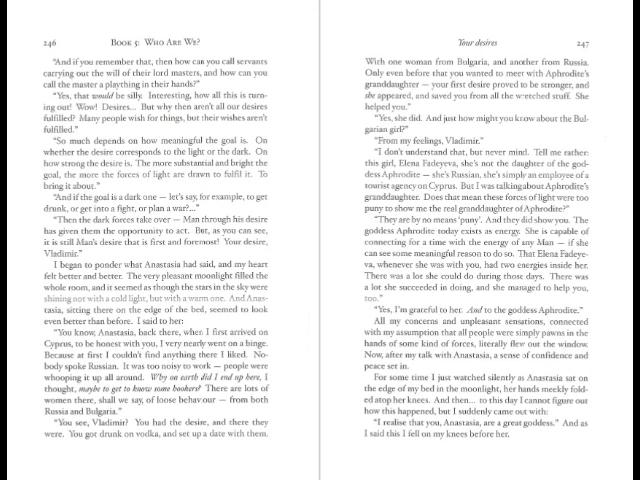 246
Book 5: Who Are We?
"And if you remember that, then how can you call servants
carrying out the will of their lord masters, and how can you
call the master a plaything in their hands?"
"Yes, that would be silly. Interesting, how all this is turn-
ing out! Wow! Desires... But why then aren't all our desires
fulfilled? Many people wish for things, but their wishes aren't
fulfilled."
"So much depends on how meaningful the goal is. On
whether the desire corresponds to the light or the dark. On
how strong the desire is. The more substantial and bright the
goal, the more the forces of light are drawn to fulfil it. To
bring it about."
"And if the goal is a dark one — let's say, for example, to get
drunk, or get into a fight, or plan a war?..."
"Then the dark forces take over — Man through his desire
has given them the opportunity to act. But, as you can see,
it is still Man's desire that is first and foremost! Your desire,
Vladimir."
I began to ponder what Anastasia had said, and my heart
felt better and better. The very pleasant moonlight filled the
whole room, and it seemed as though the stars in the sky were
shining not with a cold light, but with a warm one. And Anas-
tasia, sitting there on the edge of the bed, seemed to look
even better than before. I said to her:
"You know, Anastasia, back there, when I first arrived on
Cyprus, to be honest with you, I very nearly went on a binge.
Because at first I couldn't find anything there I liked. No-
body spoke Russian. It was too noisy to work — people were
whooping it up all around. Why on earth did I end up here, I
thought, maybe to get to know some hookers? There are lots of
women there, shall we say, of loose behaviour — from both
Russia and Bulgaria."
"You see, Vladimir? You had the desire, and there they
were. You got drunk on vodka, and set up a date with them.
Your desires
247
With one woman from Bulgaria, and another from Russia.
Only even before that you wanted to meet with Aphrodite's
granddaughter — your first desire proved to be stronger, and
she appeared, and saved you from all the wretched stuff. She
helped you."
"Yes, she did. And just how might you know about the Bul-
garian girl?"
"From my feelings, Vladimir."
"I don't understand that, but never mind. Tell me rather:
this girl, Elena Fadeyeva, she's not the daughter of the god-
dess Aphrodite — she's Russian, she's simply an employee of a
tourist agency on Cyprus. But I was talking about Aphrodite's
granddaughter. Does that mean these forces of light were too
puny to show me the real granddaughter of Aphrodite?"
"They are by no means 'puny'. And they did show you. The
goddess Aphrodite today exists as energy. She is capable of
connecting for a time with the energy of any Man — if she
can see some meaningful reason to do so. That Elena Fadeye-
va, whenever she was with you, had two energies inside her.
There was a lot she could do during those days. There was
a lot she succeeded in doing, and she managed to help you,
too."
"Yes, I'm grateful to her. And to the goddess Aphrodite."
All my concerns and unpleasant sensations, connected
with my assumption that all people were simply pawns in the
hands of some kind of forces, literally flew out the window.
Now, after my talk with Anastasia, a sense of confidence and
peace set in.
For some time I just watched silently as Anastasia sat on
the edge of my bed in the moonlight, her hands meekly fold-
ed atop her knees. And then... to this day I cannot figure out
how this happened, but I suddenly came out with:
"I realise that you, Anastasia, are a great goddess." And as
I said this I fell on my knees before her.